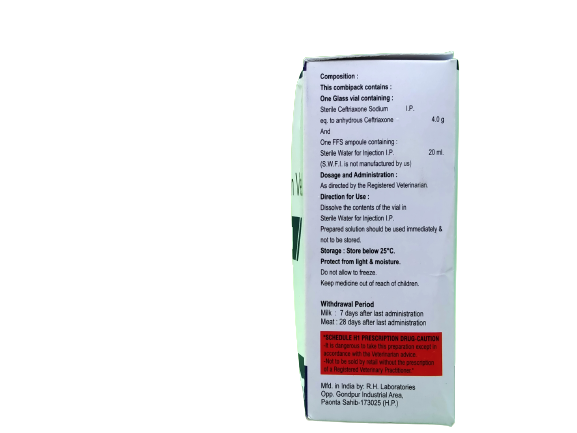 Composition :
This combipack contains :
One Glass vial containing :
Sterile Ceftriaxone Sodium I.P.
eq. to anhydrous Ceftriaxone 4.0 g
And
One FFS ampoule containing :
Sterile Water for Injection I.P. 20 ml.
(S.W.F.I. is not manufactured by us)
Dosage and Administration :
As directed by the Registered Veterinarian.
Direction for Use :
Dissolve the contents of the vial in
Sterile Water for Injection I.P.
Prepared solution should be used immediately &
not to be stored.
Storage : Store below 25°C.
Protect from light & moisture.
Do not allow to freeze.
Keep medicine out of reach of children.
Withdrawal Period
Milk : 7 days after last administration
Meat : 28 days after last administration
"SCHEDULE H1 PRESCRIPTION DRUG-CAUTION
-It is dangerous to take this preparation except in
accordance with the Veterinarian advice.
-Not to be sold by retail without the prescription
of a Registered Veterinary Practitioner."
Mfd. in India by: R.H. Laboratories
Opp. Gondpur Industrial Area,
Paonta Sahib-173025 (H.P.)